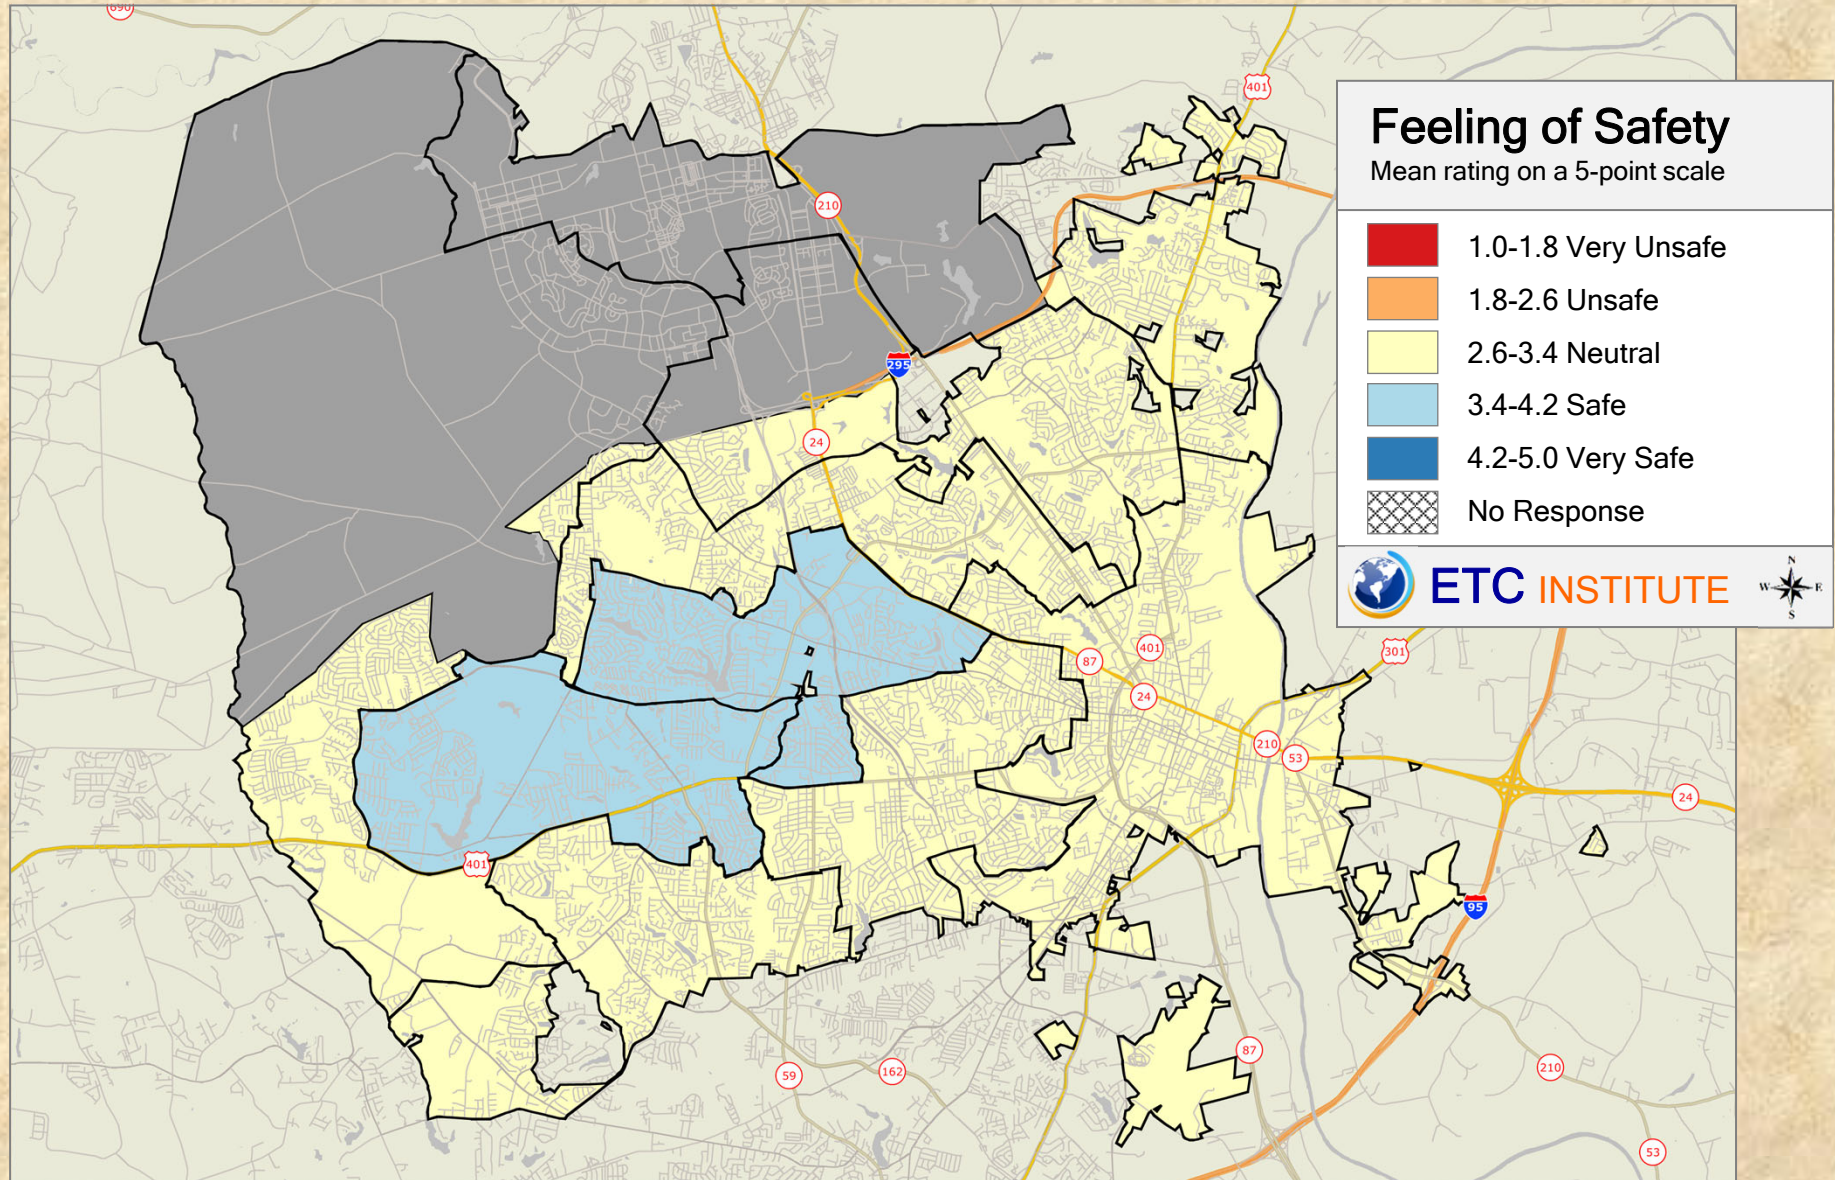 690
401
Feeling of Safety
Mean rating on a 5-point scale
1.0-1.8 Very Unsafe
1.8-2.6 Unsafe
2.6-3.4 Neutral
3.4-4.2 Safe
4.2-5.0 Very Safe
No Response
ETC INSTITUTE
N
W E
S
210
295
24
401
87
24
301
210
53
24
401
95
59
162
87
210
53